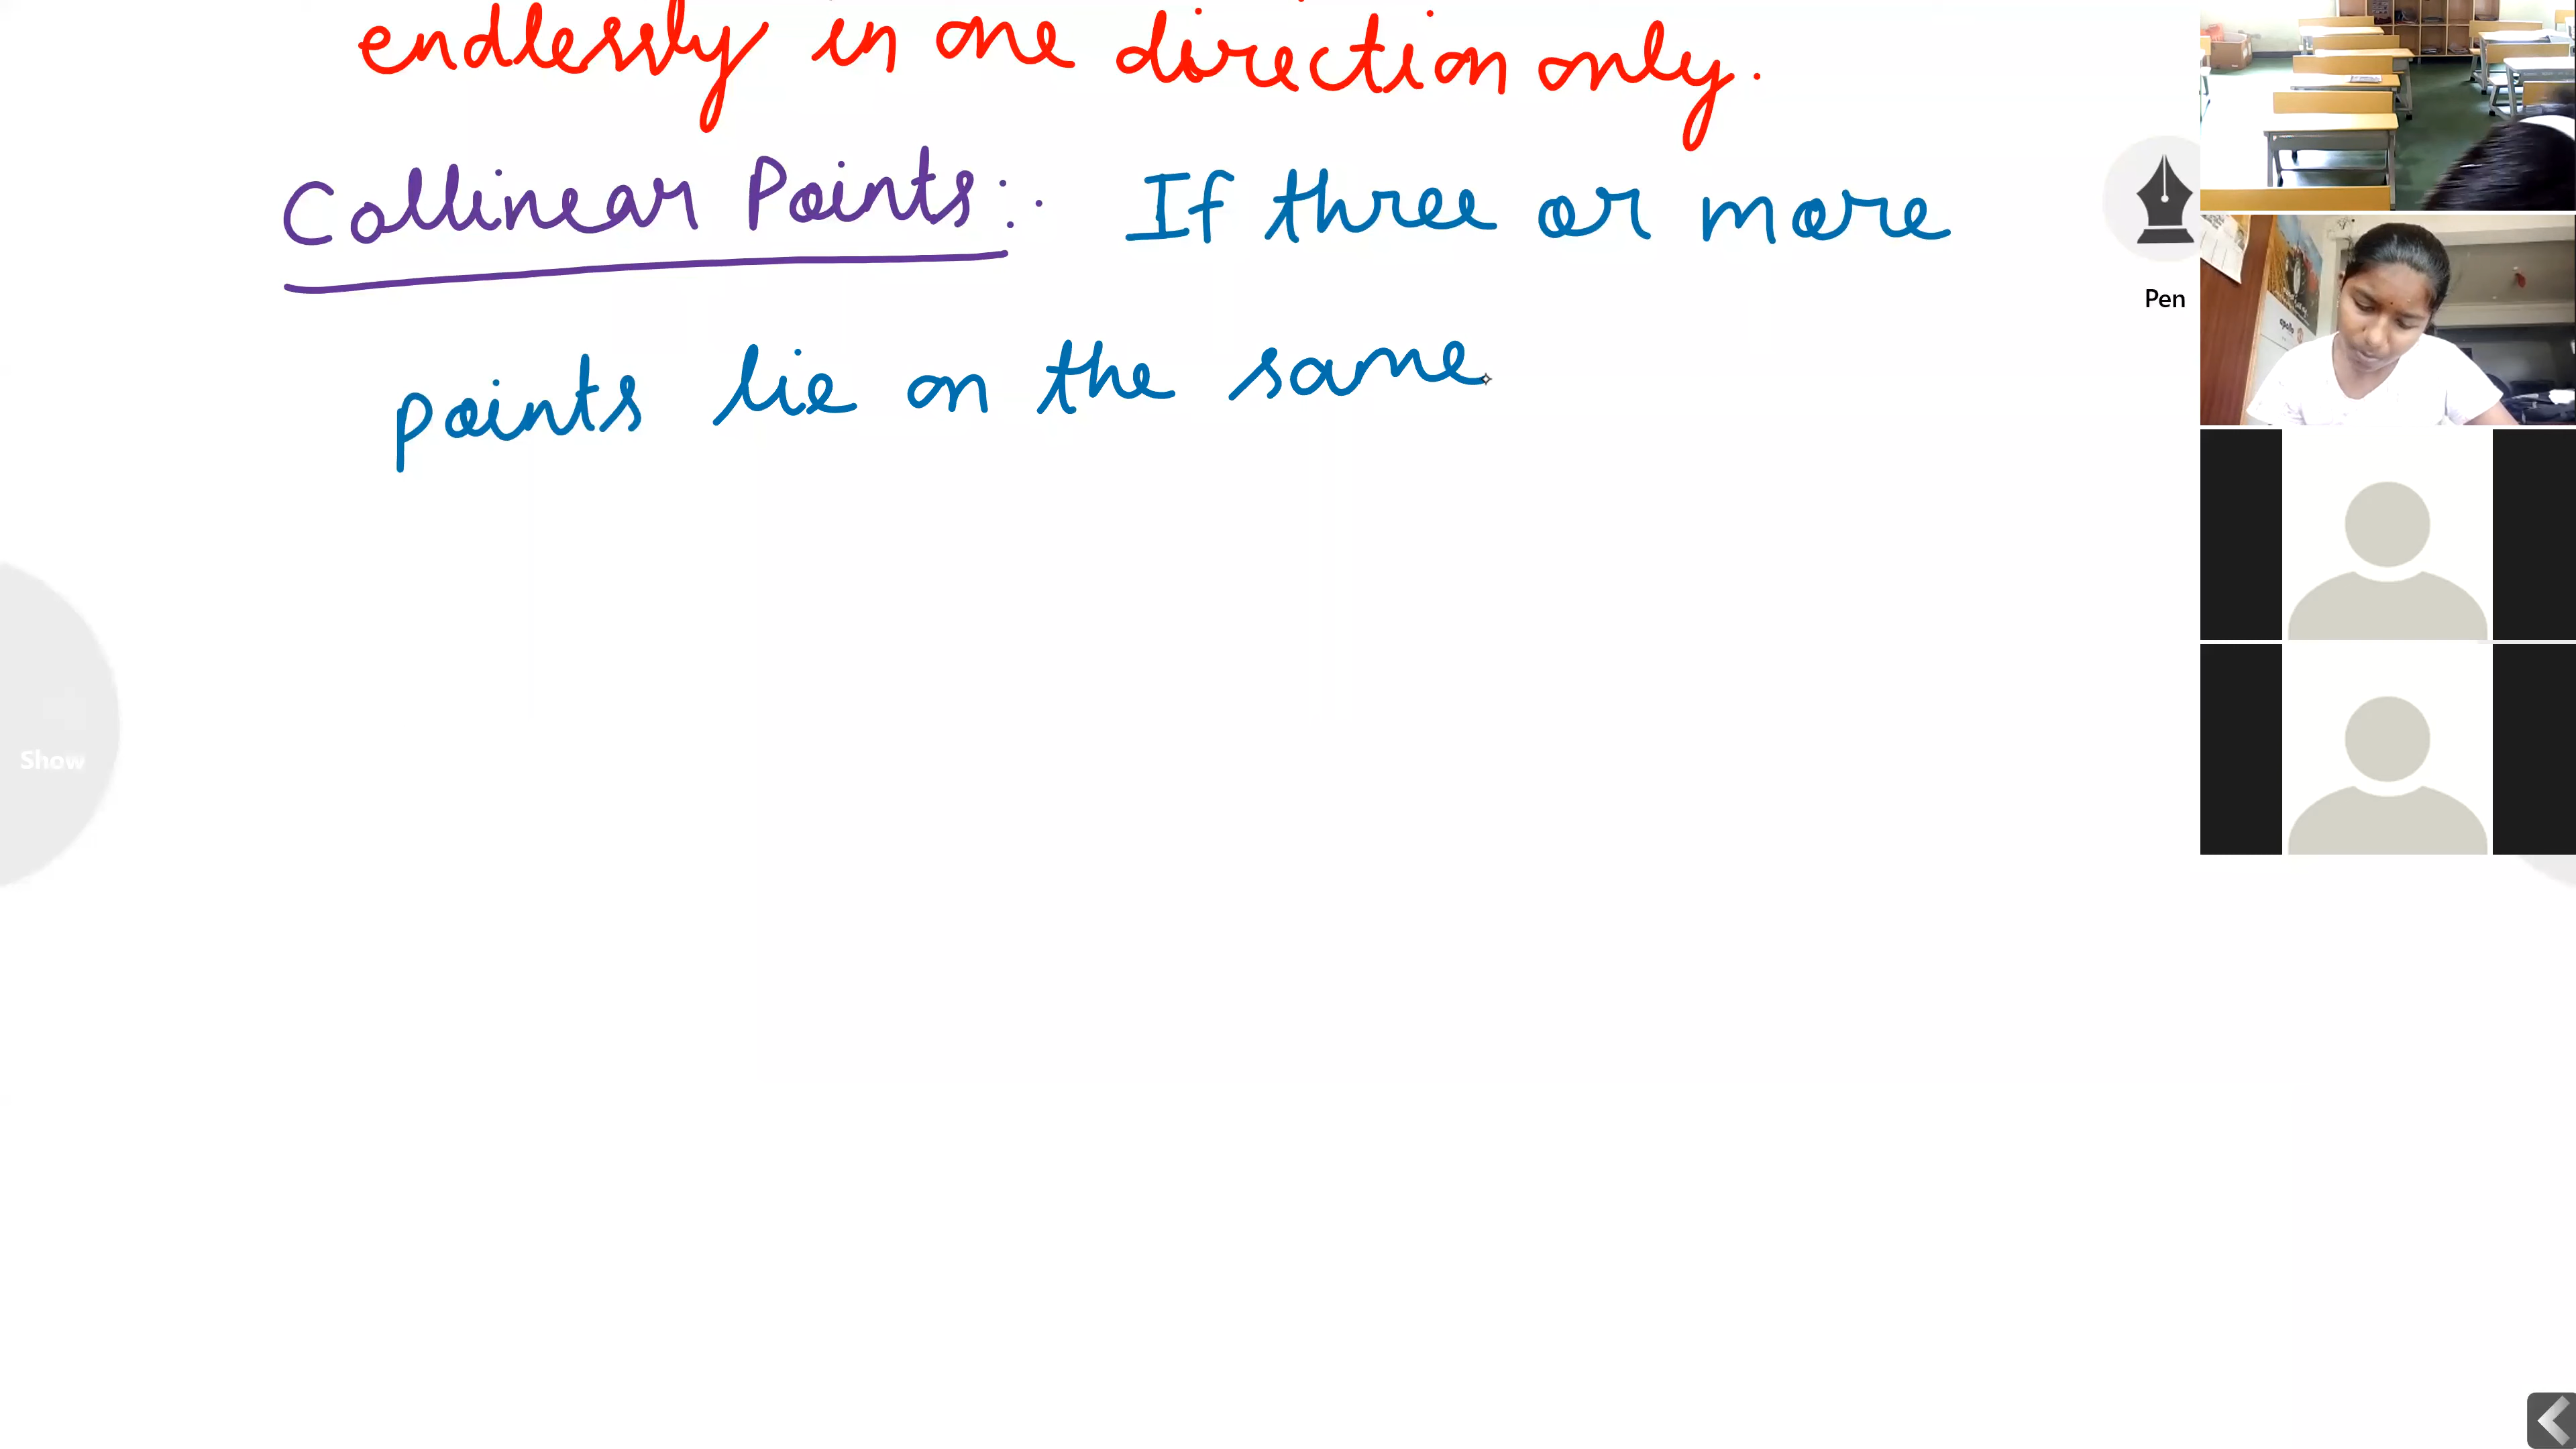 endlessly in one direction only.
Collinear Points:. If three or more
points lie on the same
Pen
Show